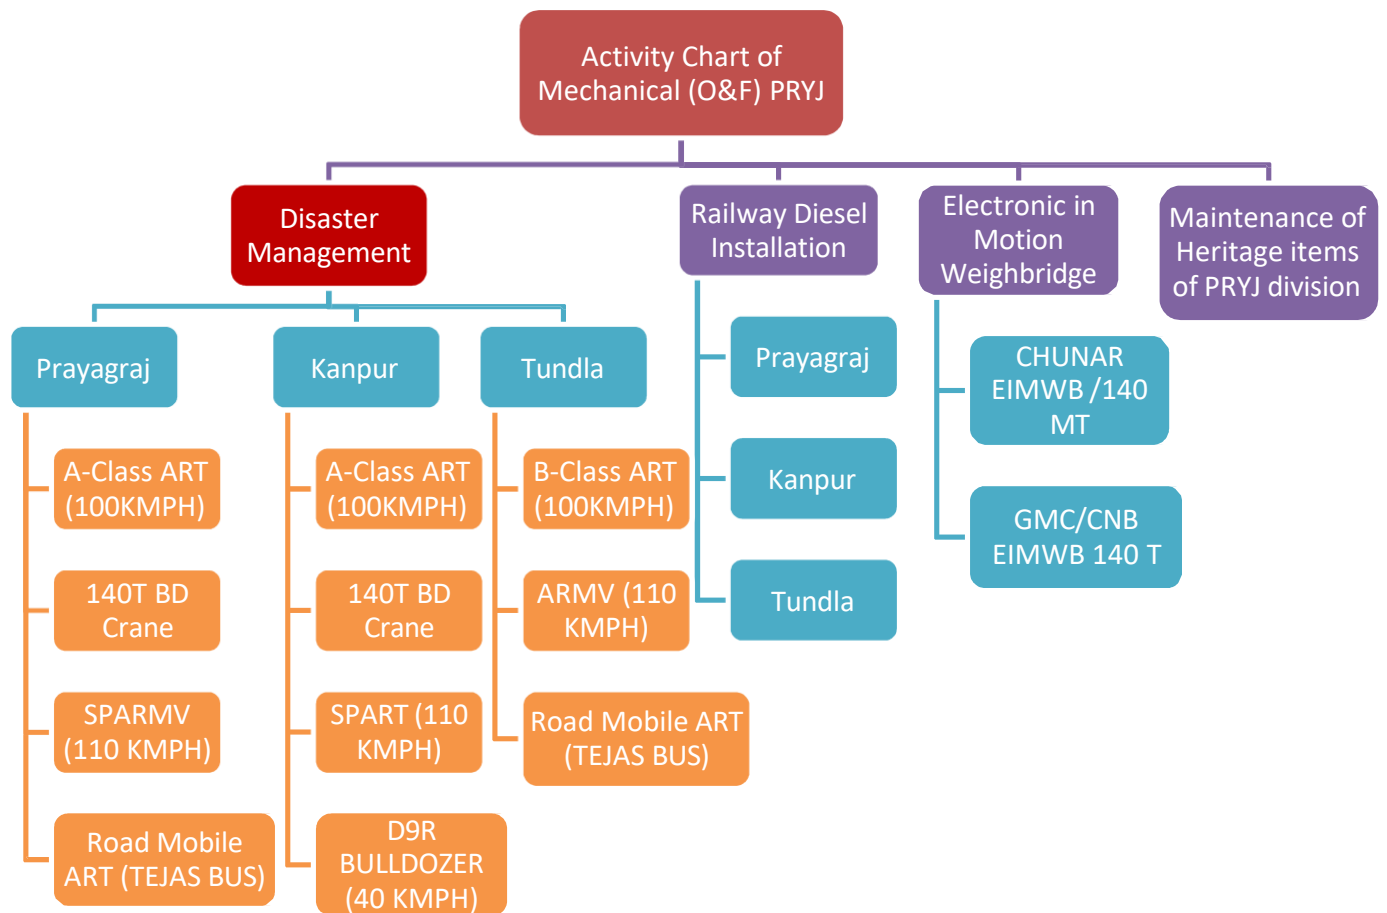 Activity Chart of
Mechanical (O&F) PRYJ
Disaster
Management
Railway Diesel
Installation
Electronic in
Motion
Weighbridge
Maintenance of
Heritage items
of PRYJ division
Prayagraj
Kanpur
Tundla
A-Class ART
(100KMPH)
140T BD
Crane
SPARMV
(110 KMPH)
Road Mobile
ART (TEJAS BUS)
A-Class ART
(100KMPH)
140T BD
Crane
SPART (110
KMPH)
D9R
BULLDOZER
(40 KMPH)
B-Class ART
(100KMPH)
ARMV (110
KMPH)
Road Mobile ART
(TEJAS BUS)
Prayagraj
Kanpur
Tundla
CHUNAR
EIMWB /140
MT
GMC/CNB
EIMWB 140 T